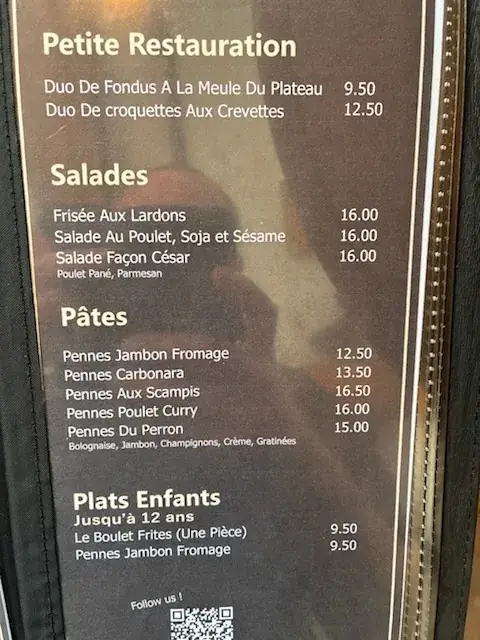 Petite Restauration
Duo De Fondus A La Meule Du Plateau 9.50
Duo De croquettes Aux Crevettes 12.50
Salades
Frisée Aux Lardons 16.00
Salade Au Poulet, Soja et Sésame 16.00
Salade Façon César 16.00
Poulet Pané, Parmesan
Pâtes
Pennes Jambon Fromage 12.50
Pennes Carbonara 13.50
Pennes Aux Scampis 16.50
Pennes Poulet Curry 16.00
Pennes Du Perron 15.00
Bolognaise, Jambon, Champignons, Crème, Gratinées
Plats Enfants
Jusqu'à 12 ans
Le Boulet Frites (Une Pièce) 9.50
Pennes Jambon Fromage 9.50
Follow us !